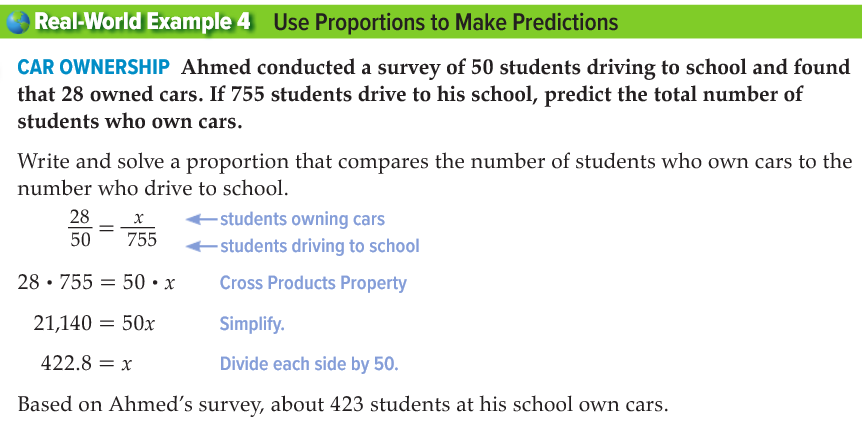 Real-World Example 4 Use Proportions to Make Predictions
CAR OWNERSHIP Ahmed conducted a survey of 50 students driving to school and found
that 28 owned cars. If 755 students drive to his school, predict the total number of
students who own cars.
Write and solve a proportion that compares the number of students who own cars to the
number who drive to school.
28/50 = x/755 ← students owning cars
← students driving to school
28 • 755 = 50 • x Cross Products Property
21,140 = 50x Simplify.
422.8 = x Divide each side by 50.
Based on Ahmed’s survey, about 423 students at his school own cars.